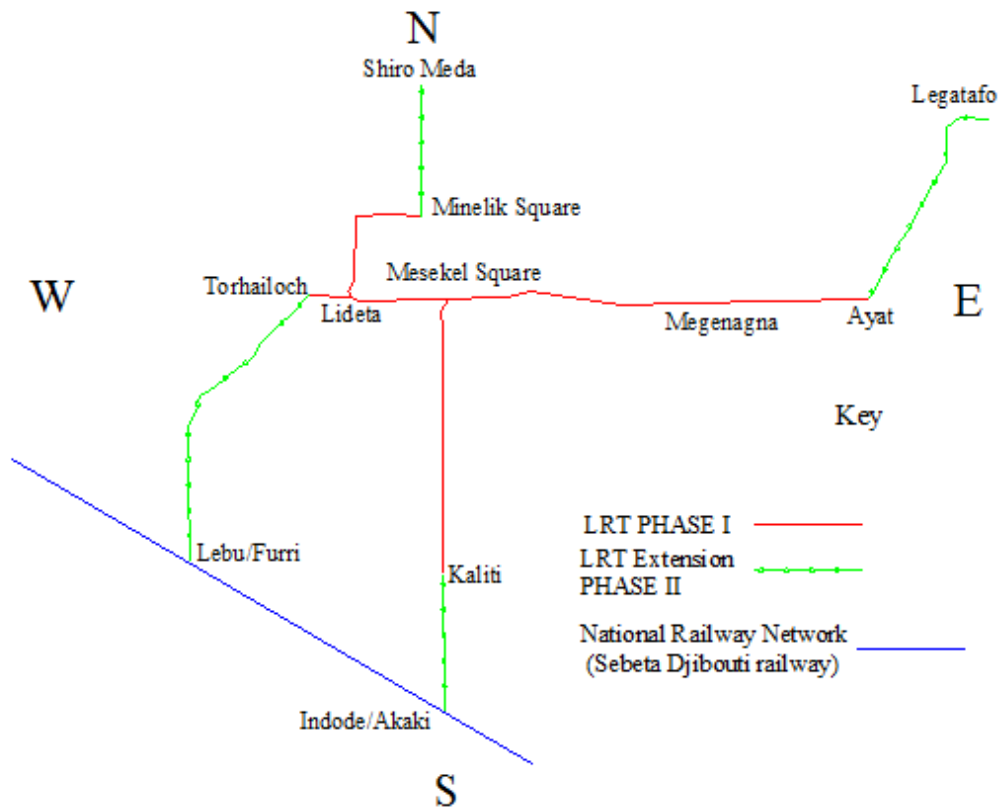 N
Shiro Meda
Legatafo
Minelik Square
Mesekel Square
Torhailoch
W
E
Lideta
Megenagna
Ayat
Key
LRT PHASE I
Lebu/Furri
LRT Extension
PHASE II
Kaliti
National Railway Network
(Sebeta Djibouti railway)
Indode/Akaki
S